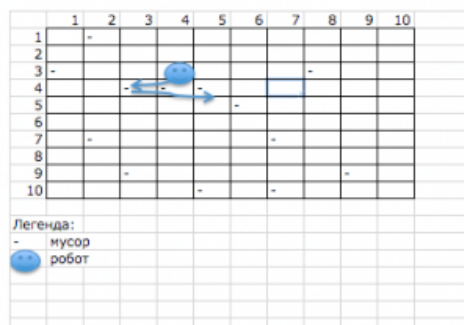 1 2 3 4 5 6 7 8 9 10
1 -
2
3 - -
4 - - -
5 -
6
7 - -
8
9 - -
10 - -
Легенда:
- мусор
робот